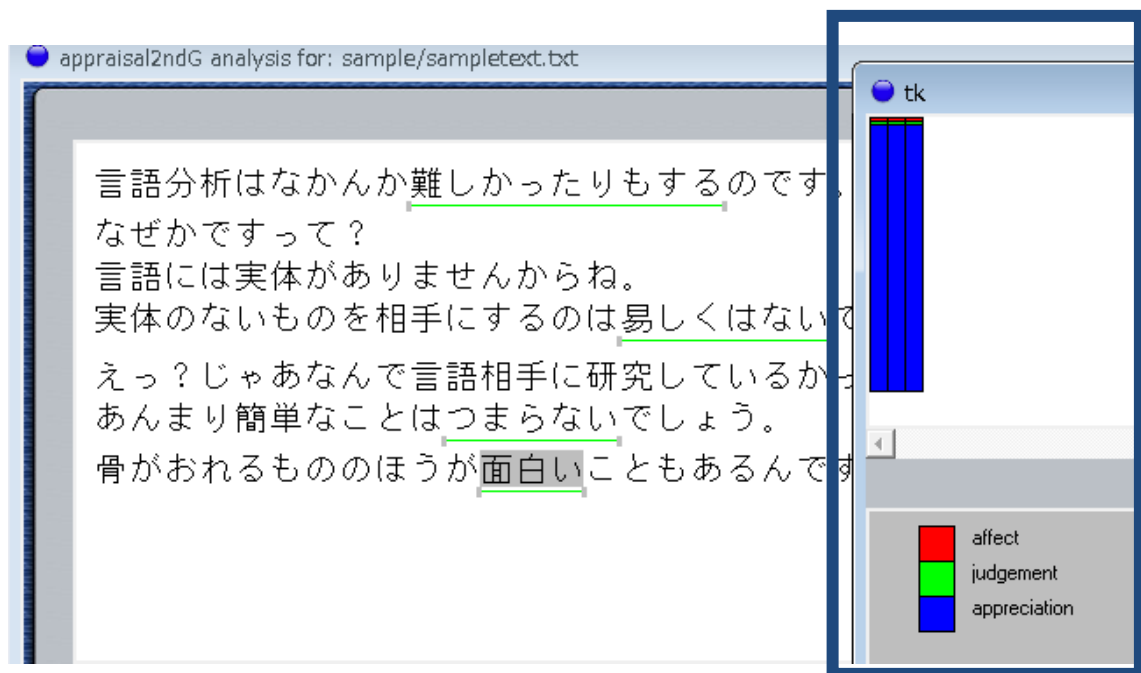 appraisal2ndG analysis for: sample/sampletext.txt
言語分析はなかんか難しかったりもするのです。
なぜかですって？
言語には実体がありませんからね。
実体のないものを相手にするのは易しくはない
えっ？じゃあなんで言語相手に研究しているか
あんまり簡単なことはつまらないでしょう。
骨がおれるもののほうが面白いこともあるんです
tk
affect
judgement
appreciation